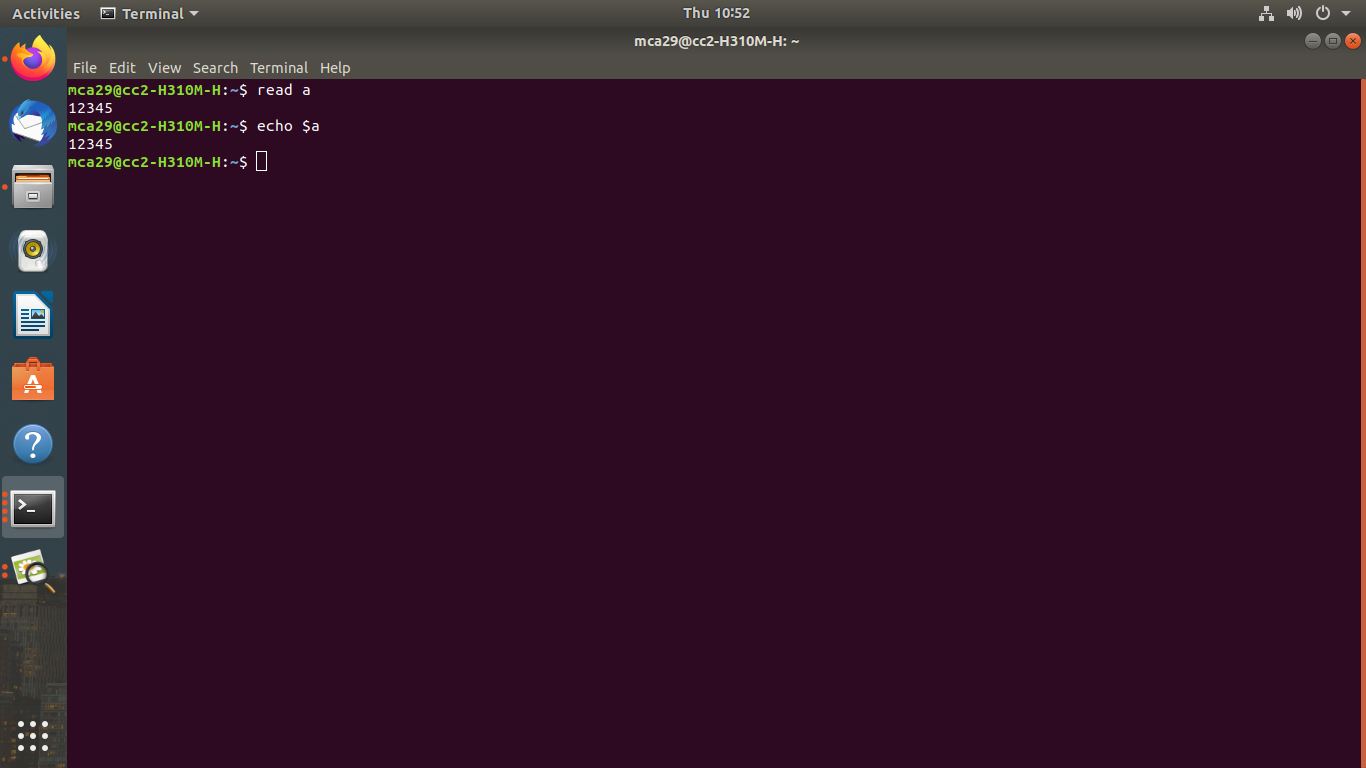 Activities Terminal Thu 10:52
mca29@cc2-H310M-H: ~
File Edit View Search Terminal Help
mca29@cc2-H310M-H:~$ read a
12345
mca29@cc2-H310M-H:~$ echo $a
12345
mca29@cc2-H310M-H:~$